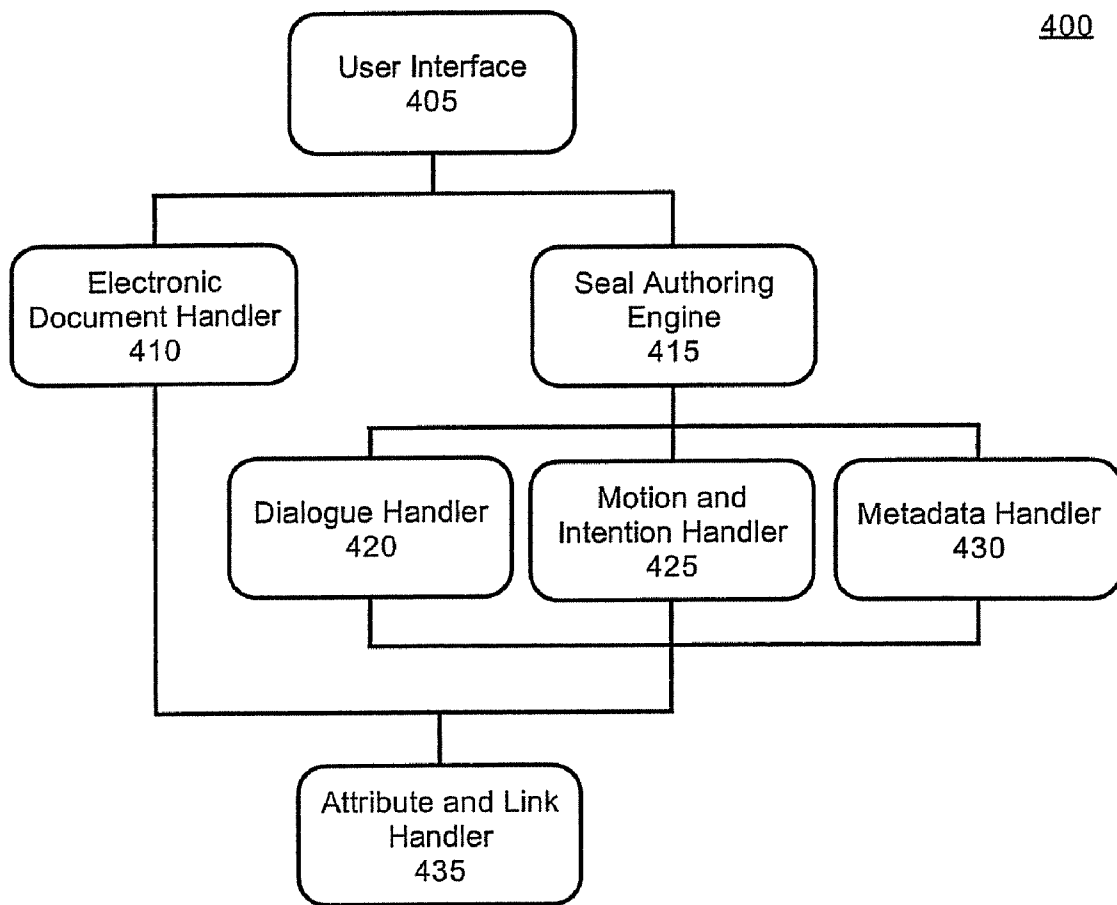 400
User Interface
405
Electronic
Document Handler
410
Seal Authoring
Engine
415
Dialogue Handler
420
Motion and
Intention Handler
425
Metadata Handler
430
Attribute and Link
Handler
435